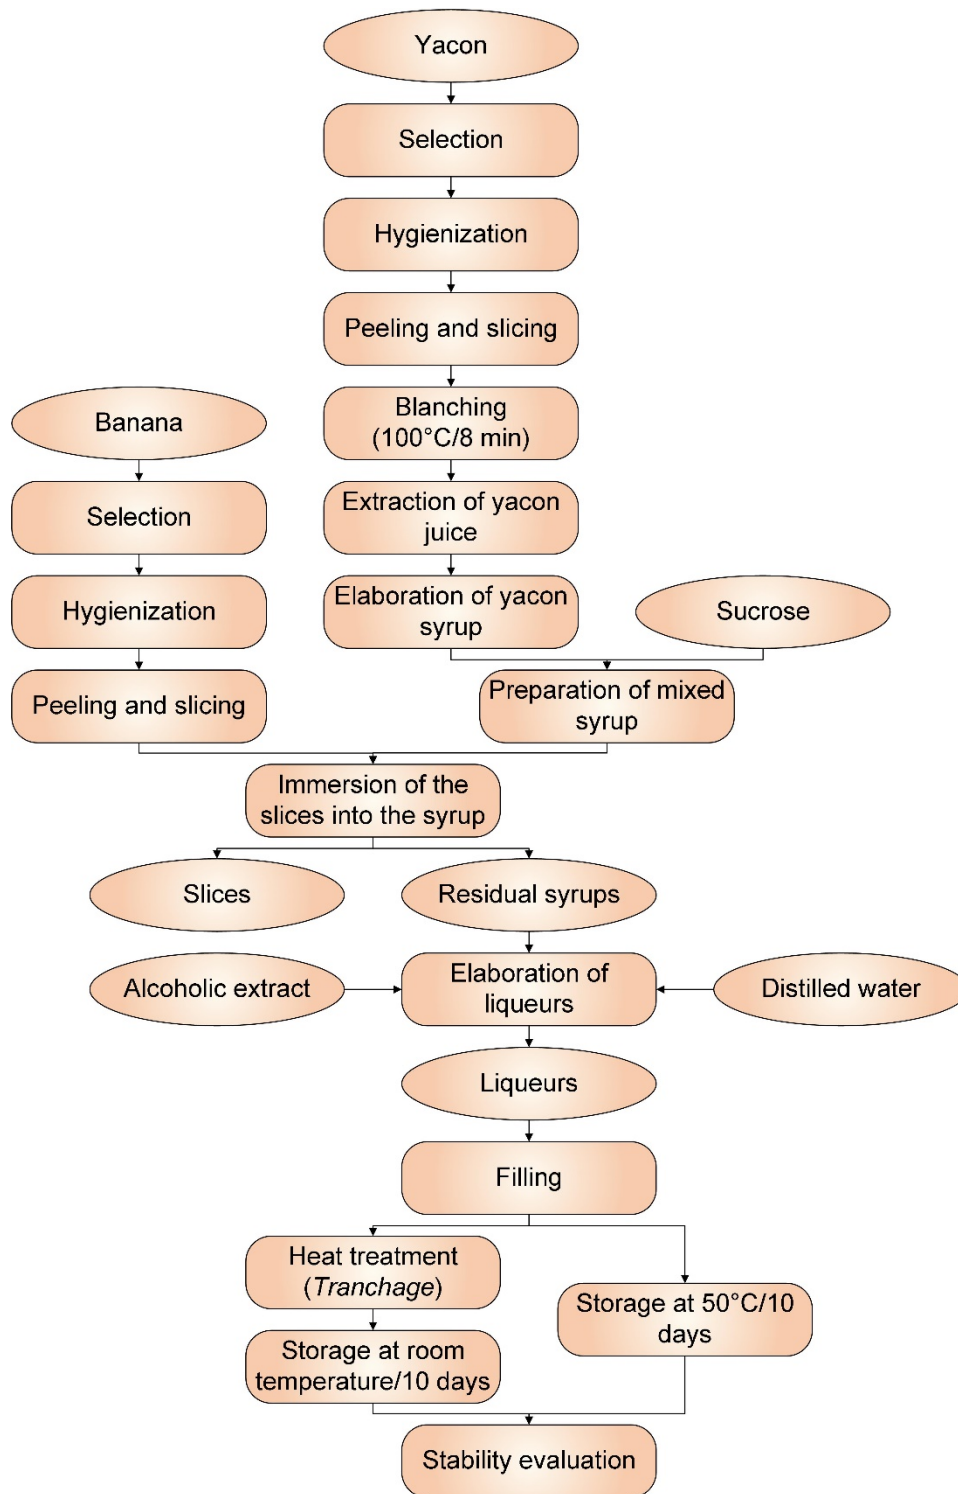 Yacon
Selection
Hygienization
Peeling and slicing
Blanching
(100°C/8 min)
Extraction of yacon
juice
Elaboration of yacon
syrup
Banana
Selection
Hygienization
Peeling and slicing
Sucrose
Preparation of mixed
syrup
Immersion of the
slices into the syrup
Slices
Residual syrups
Alcoholic extract
Elaboration of
liqueurs
Distilled water
Liqueurs
Filling
Heat treatment
(Tranchage)
Storage at room
temperature/10 days
Storage at 50°C/10
days
Stability evaluation